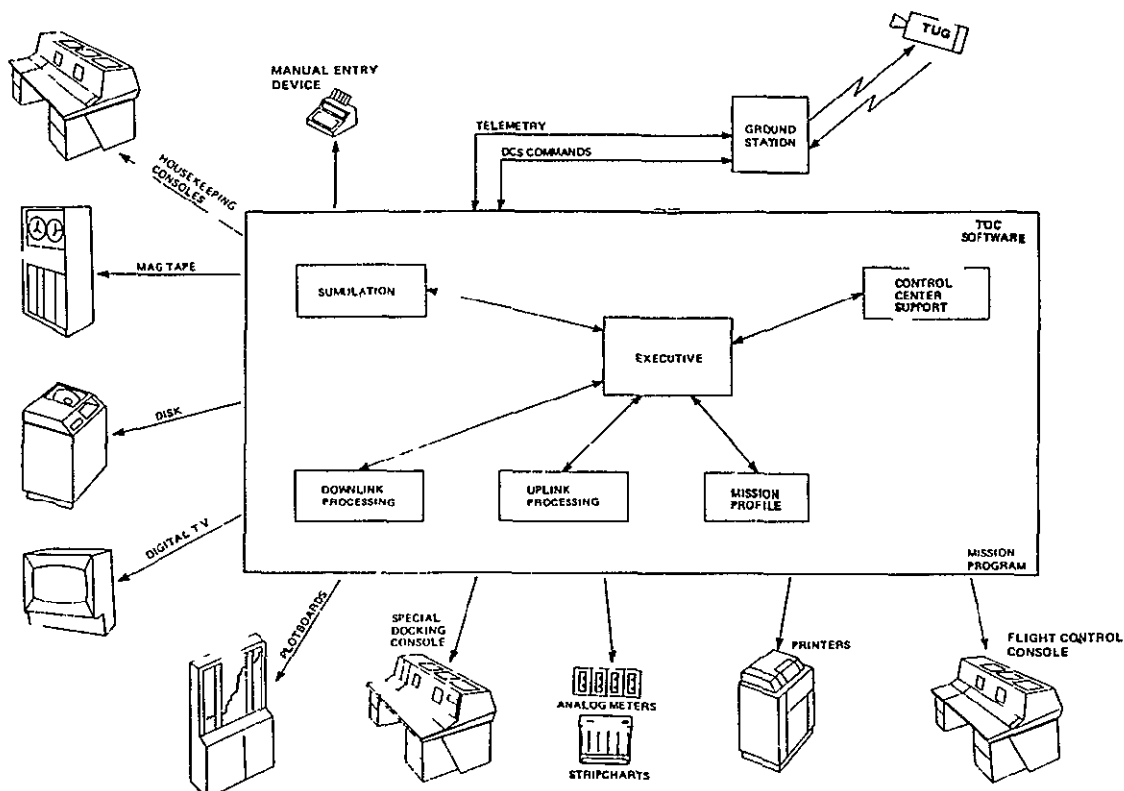 TUG
MANUAL ENTRY
DEVICE
TELEMETRY
DCS COMMANDS
GROUND
STATION
HOUSEKEEPING
CONSOLES
MAG TAPE
DISK
DIGITAL TV
TOC
SOFTWARE
SUMULATION
CONTROL
CENTER
SUPPORT
EXECUTIVE
DOWNLINK
PROCESSING
UPLINK
PROCESSING
MISSION
PROFILE
MISSION
PROGRAM
PLOTBOARDS
SPECIAL
DOCKING
CONSOLE
ANALOG METERS
STRIPCHARTS
PRINTERS
FLIGHT CONTROL
CONSOLE